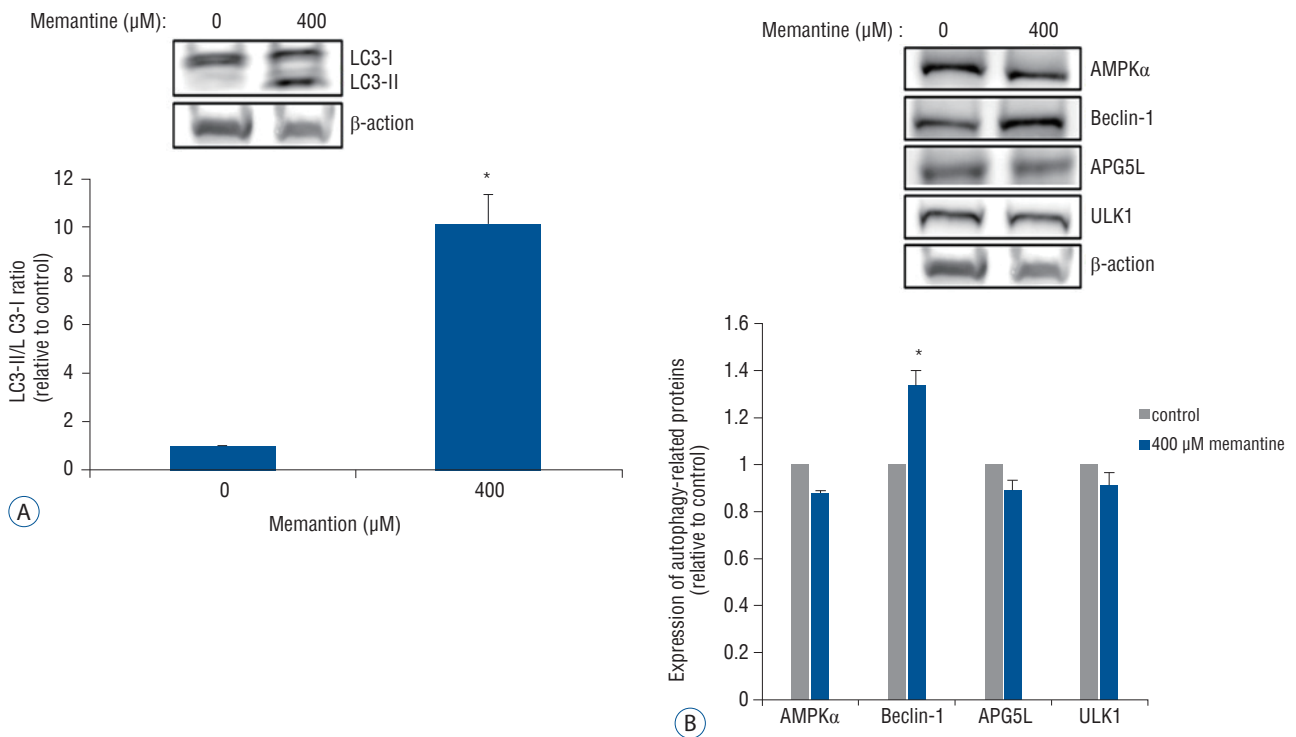 Memantine (µM): 0 400
LC3-I
LC3-II
β-action
12
10
8
6
4
2
0
*
LC3-II/L C3-I ratio
(relative to control)
0 400
Memantion (µM)
A
Memantine (µM) : 0 400
AMPKα
Beclin-1
APG5L
ULK1
β-action
1.6
1.4
1.2
1
0.8
0.6
0.4
0.2
0
*
Expression of autophagy-related proteins
(relative to control)
control
400 µM memantine
AMPKα Beclin-1 APG5L ULK1
B